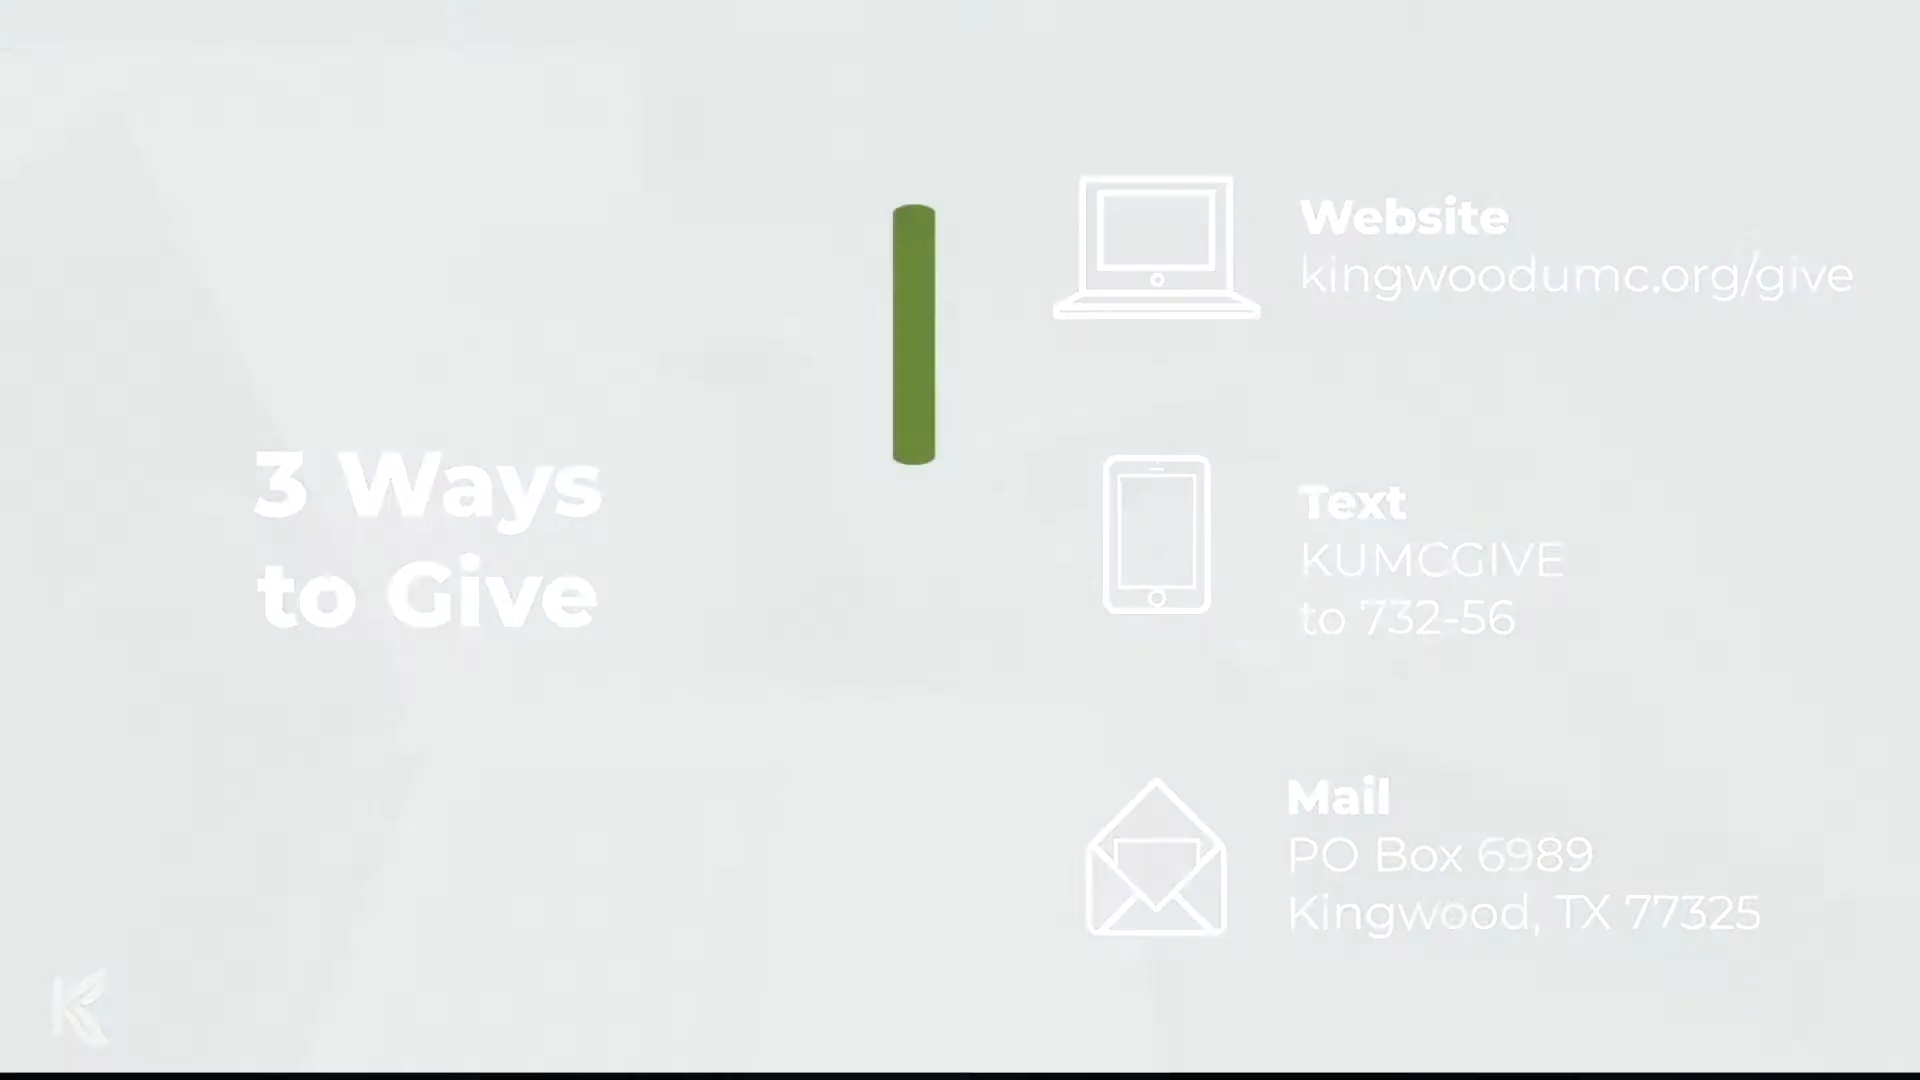 3 Ways
to Give
Website
kingwoodumc.org/give
Text
KUMCGIVE
to 732-56
Mail
PO Box 6989
Kingwood, TX 77325
K